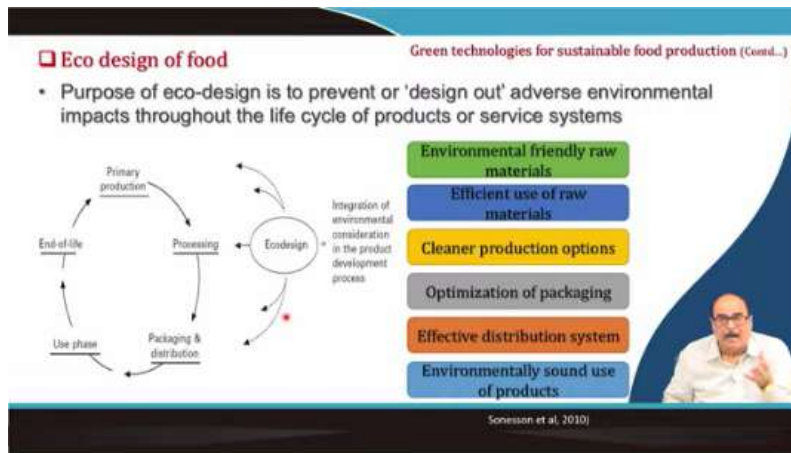 Green technologies for sustainable food production (Contd...)
Eco design of food
• Purpose of eco-design is to prevent or 'design out' adverse environmental
impacts throughout the life cycle of products or service systems
Primary
production
Processing
Packaging &
distribution
Use phase
End-of-life
Ecodesign
=
Integration of
environmental
consideration
in the product
development
process
Environmental friendly raw
materials
Efficient use of raw
materials
Cleaner production options
Optimization of packaging
Effective distribution system
Environmentally sound use
of products
Sonesson et al, 2010)